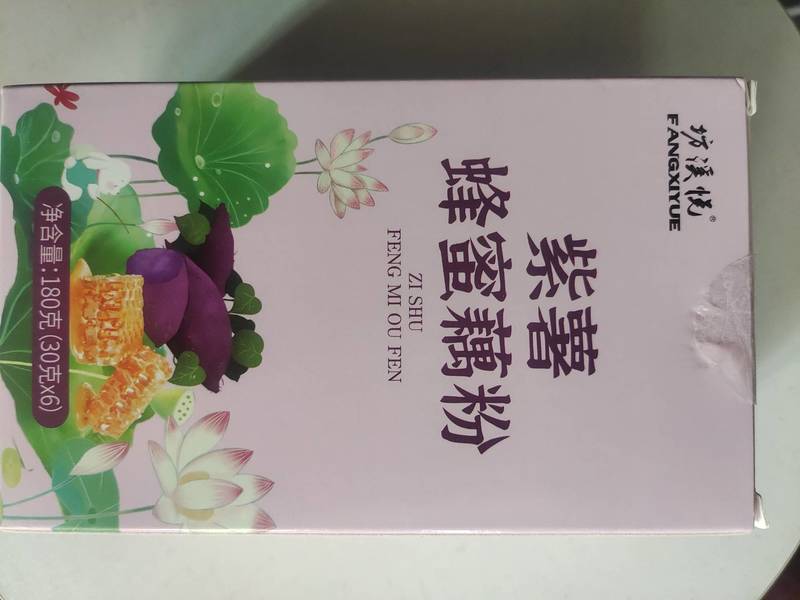 坊溪悦®
FANGXIYUE
紫薯
蜂蜜藕粉
ZI SHU
FENG MI OU FEN
净含量:180克(30克x6)